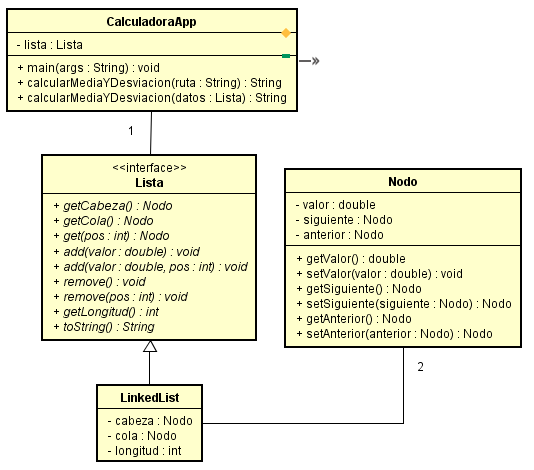 CalculadoraApp
- lista : Lista
+ main(args : String) : void
+ calcularMediaYDesviacion(ruta : String) : String
+ calcularMediaYDesviacion(datos : Lista) : String
1
<<interface>>
Lista
+ getCabeza() : Nodo
+ getCola() : Nodo
+ get(pos : int) : Nodo
+ add(valor : double) : void
+ add(valor : double, pos : int) : void
+ remove() : void
+ remove(pos : int) : void
+ getLongitud() : int
+ toString() : String
Nodo
- valor : double
- siguiente : Nodo
- anterior : Nodo
+ getValor() : double
+ setValor(valor : double) : void
+ getSiguiente() : Nodo
+ setSiguiente(siguiente : Nodo) : Nodo
+ getAnterior() : Nodo
+ setAnterior(anterior : Nodo) : Nodo
2
LinkedList
- cabeza : Nodo
- cola : Nodo
- longitud : int